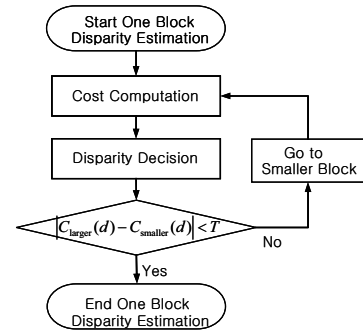 Start One Block
Disparity Estimation
Cost Computation
Disparity Decision
Go to
Smaller Block
|C_larger(d) − C_smaller(d)| < T
No
Yes
End One Block
Disparity Estimation